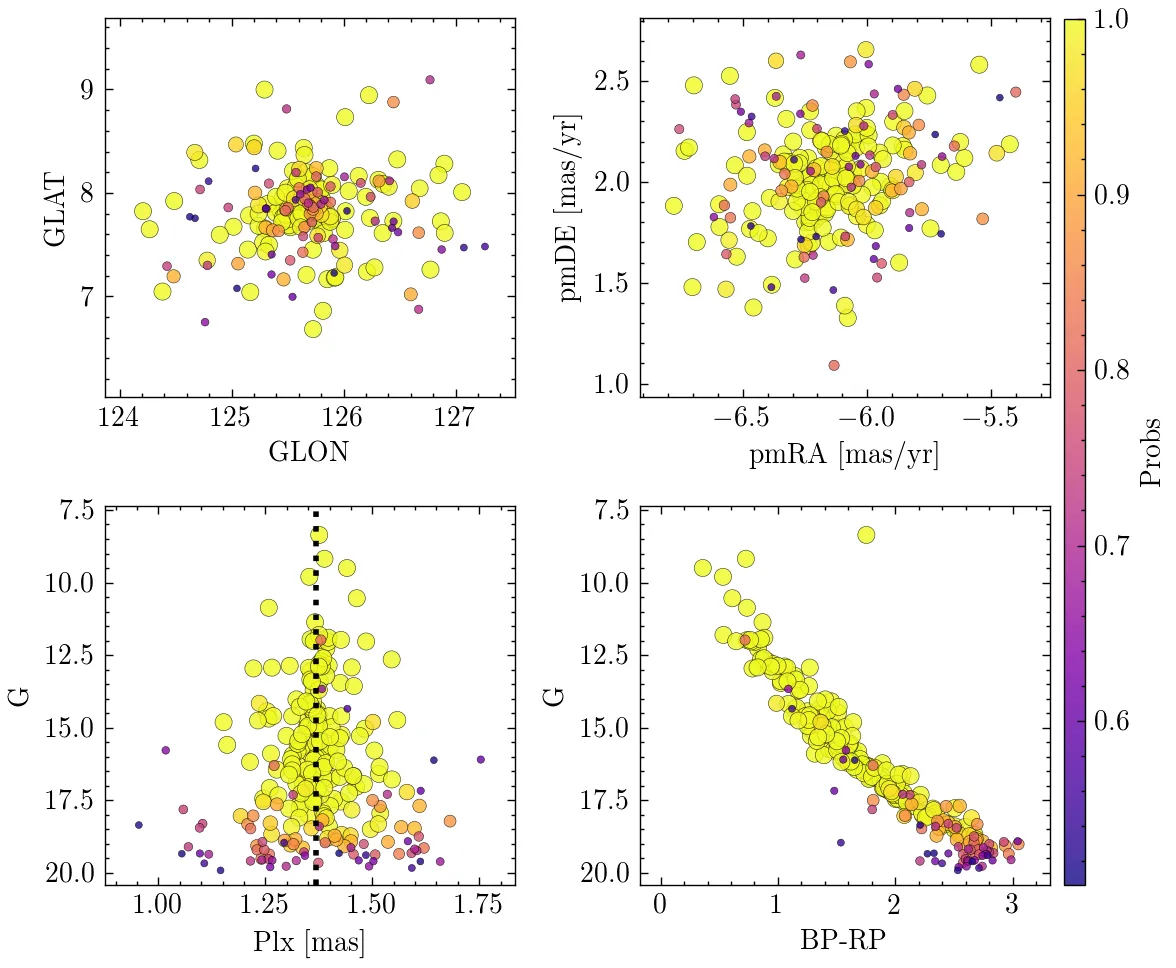 9
8
7
GLAT
124 125 126 127
GLON
2.5
2.0
1.5
1.0
pmDE [mas/yr]
−6.5 −6.0 −5.5
pmRA [mas/yr]
1.0
0.9
0.8
0.7
0.6
Probs
7.5
10.0
12.5
15.0
17.5
20.0
G
1.00 1.25 1.50 1.75
Plx [mas]
7.5
10.0
12.5
15.0
17.5
20.0
G
0 1 2 3
BP-RP